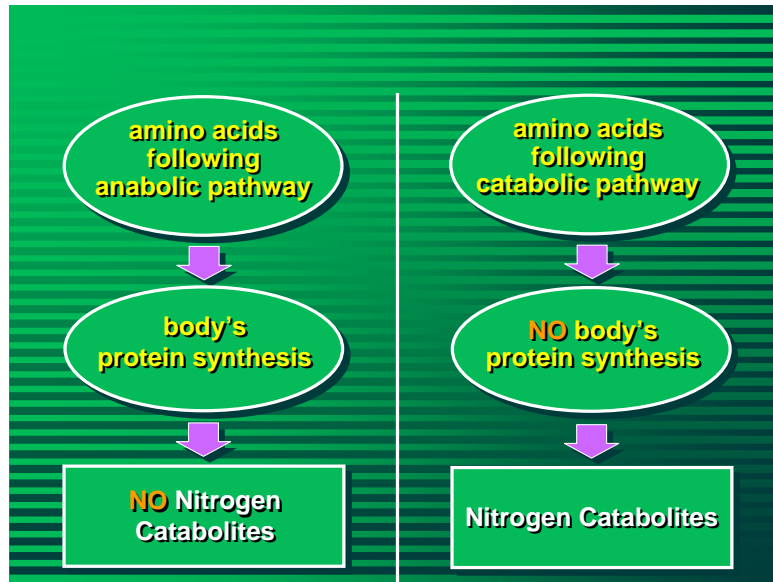 amino acids
following
anabolic pathway
body's
protein synthesis
NO Nitrogen
Catabolites
amino acids
following
catabolic pathway
NO body's
protein synthesis
Nitrogen Catabolites